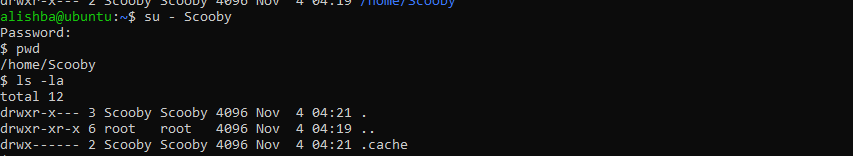 drwxr-x--- 2 Scooby Scooby 4096 Nov  4 04:19 /home/Scooby
alishba@ubuntu:~$ su - Scooby
Password:
$ pwd
/home/Scooby
$ ls -la
total 12
drwxr-x--- 3 Scooby Scooby 4096 Nov  4 04:21 .
drwxr-xr-x 6 root   root   4096 Nov  4 04:19 ..
drwx------ 2 Scooby Scooby 4096 Nov  4 04:21 .cache